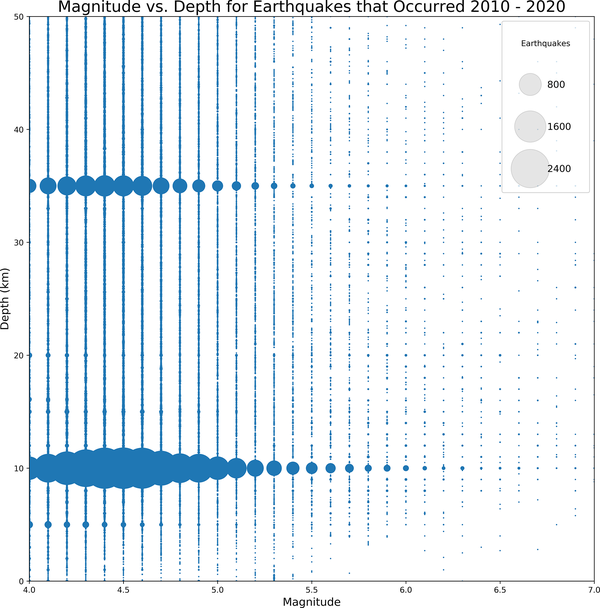 Magnitude vs. Depth for Earthquakes that Occurred 2010 - 2020
50
40
30
20
10
0
Depth (km)
Earthquakes
800
1600
2400
4.0 4.5 5.0 5.5 6.0 6.5 7.0
Magnitude